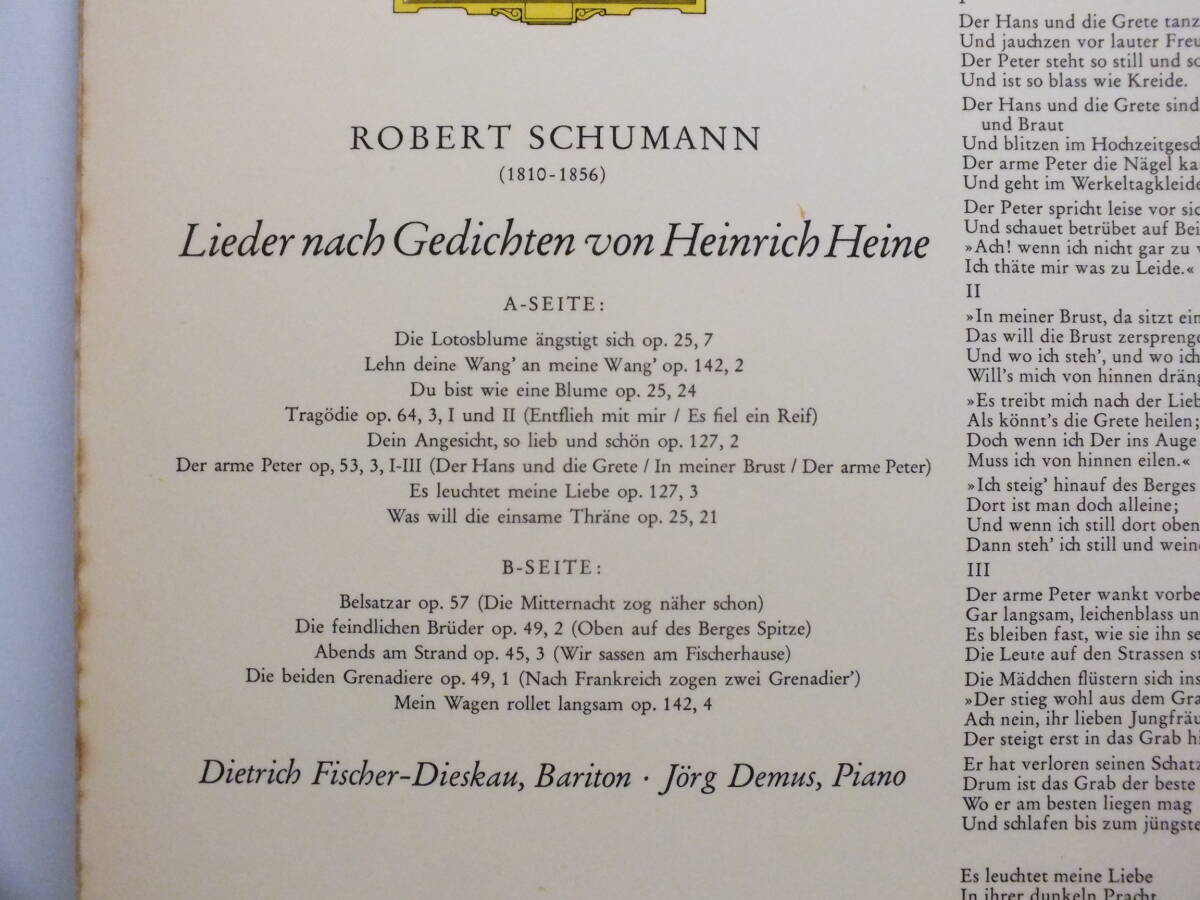 ROBERT SCHUMANN
(1810-1856)
Lieder nach Gedichten von Heinrich Heine
A-SEITE:
Die Lotosblume ängstigt sich op. 25, 7
Lehn deine Wang' an meine Wang' op. 142, 2
Du bist wie eine Blume op. 25, 24
Tragödie op. 64, 3, I und II (Entflieh mit mir / Es fiel ein Reif)
Dein Angesicht, so lieb und schön op. 127, 2
Der arme Peter op, 53, 3, I-III (Der Hans und die Grete / In meiner Brust / Der arme Peter)
Es leuchtet meine Liebe op. 127, 3
Was will die einsame Thräne op. 25, 21
B-SEITE:
Belsatzar op. 57 (Die Mitternacht zog näher schon)
Die feindlichen Brüder op. 49, 2 (Oben auf des Berges Spitze)
Abends am Strand op. 45, 3 (Wir sassen am Fischerhause)
Die beiden Grenadiere op. 49, 1 (Nach Frankreich zogen zwei Grenadier')
Mein Wagen rollet langsam op. 142, 4
Dietrich Fischer-Dieskau, Bariton · Jörg Demus, Piano
Der Hans und die Grete
Und jauchzen vor lauter
Der Peter steht so still und
Und ist so blass wie Kreide.
Der Hans und die Grete sind
und Braut
Und blitzen im
Der arme Peter die Nägel
Und geht im
Der Peter spricht leise vor
Und schauet betrübet auf
»Ach! wenn ich nicht gar zu
Ich thäte mir was zu Leide.«
II
»In meiner Brust, da sitzt
Das will die Brust
Und wo ich steh', und wo ich
Will's mich von hinnen
»Es treibt mich nach der
Als könnt's die Grete heilen;
Doch wenn ich Der ins Auge
Muss ich von hinnen eilen.«
»Ich steig' hinauf des Berges
Dort ist man doch alleine;
Und wenn ich still dort
Dann steh' ich still und
III
Der arme Peter wankt
Gar langsam, leichenblass
Es bleiben fast, wie sie ihn
Die Leute auf den Strassen
Die Mädchen flüstern sich
»Der stieg wohl aus dem
Ach nein, ihr lieben
Der steigt erst in das Grab
Er hat verloren seinen
Drum ist das Grab der beste
Wo er am besten liegen mag
Und schlafen bis zum
Es leuchtet meine Liebe
In ihrer dunkeln Pracht